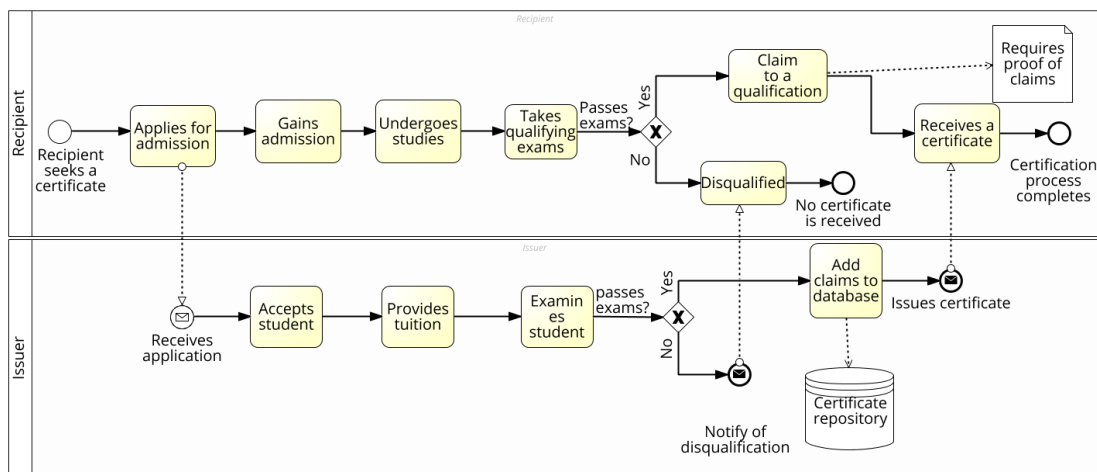 Recipient
Recipient
Recipient
seeks a
certificate
Applies for
admission
Gains
admission
Undergoes
studies
Takes
qualifying
exams
Passes
exams?
Yes
No
Claim
to a
qualification
Requires
proof of
claims
Disqualified
No certificate
is received
Receives a
certificate
Certification
process
completes
Issuer
Issuer
Receives
application
Accepts
student
Provides
tuition
Examin
es
student
passes
exams?
Yes
No
Notify of
disqualification
Add
claims to
database
Issues certificate
Certificate
repository